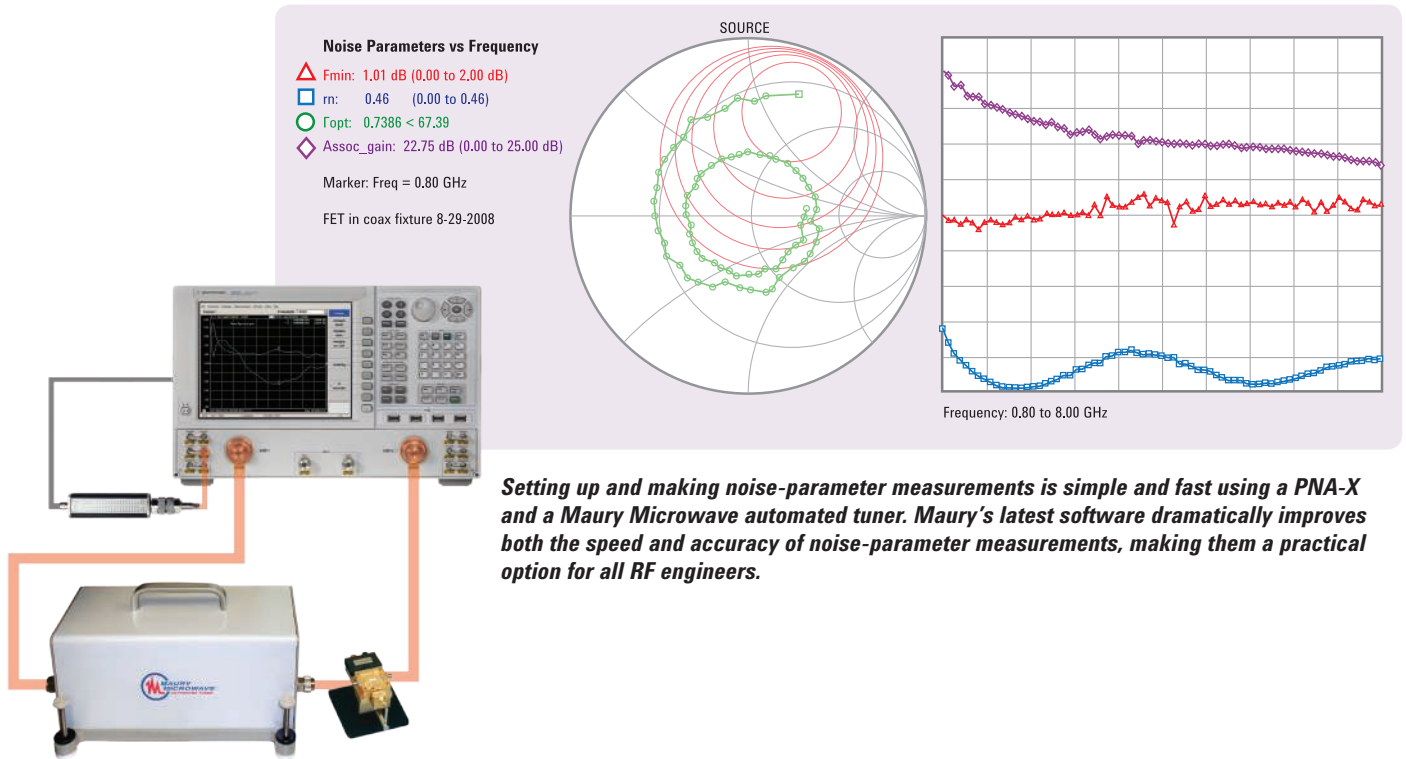 Noise Parameters vs Frequency
Fmin: 1.01 dB (0.00 to 2.00 dB)
rn: 0.46 (0.00 to 0.46)
Γopt: 0.7386 < 67.39
Assoc_gain: 22.75 dB (0.00 to 25.00 dB)
Marker: Freq = 0.80 GHz
FET in coax fixture 8-29-2008
SOURCE
Frequency: 0.80 to 8.00 GHz
Setting up and making noise-parameter measurements is simple and fast using a PNA-X
and a Maury Microwave automated tuner. Maury's latest software dramatically improves
both the speed and accuracy of noise-parameter measurements, making them a practical
option for all RF engineers.
MAURY
MICROWAVE